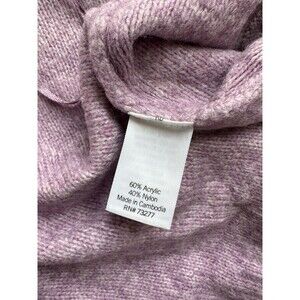 60% Acrylic
40% Nylon
Made in Cambodia
RN# 73277